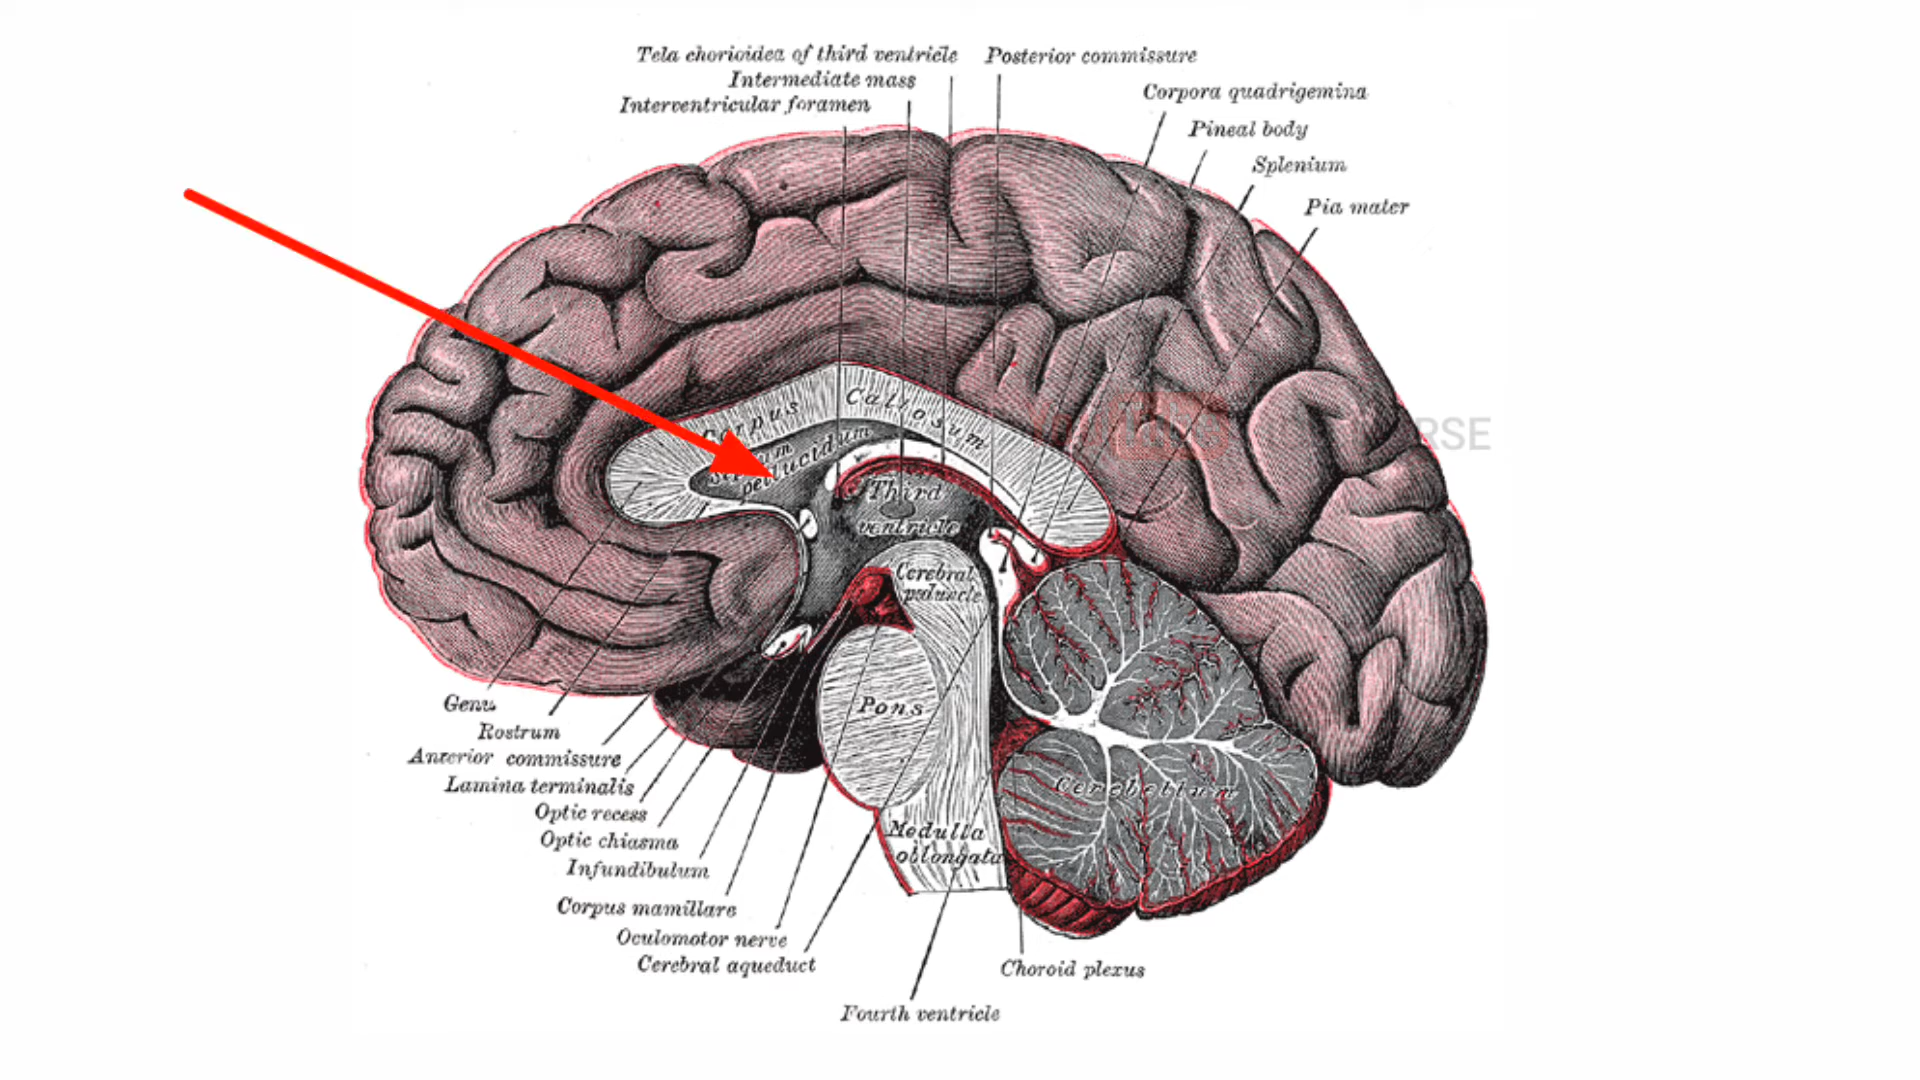 Tela chorioidea of third ventricle
Posterior commissure
Intermediate mass
Interventricular foramen
Corpora quadrigemina
Pineal body
Splenium
Pia mater
Corpus Callosum
pellucidum
Third
ventricle
Cerebral
peduncle
Pons
Cerebellum
Medulla
oblongata
Genu
Rostrum
Anterior commissure
Lamina terminalis
Optic recess
Optic chiasma
Infundibulum
Corpus mamillare
Oculomotor nerve
Cerebral aqueduct
Choroid plexus
Fourth ventricle